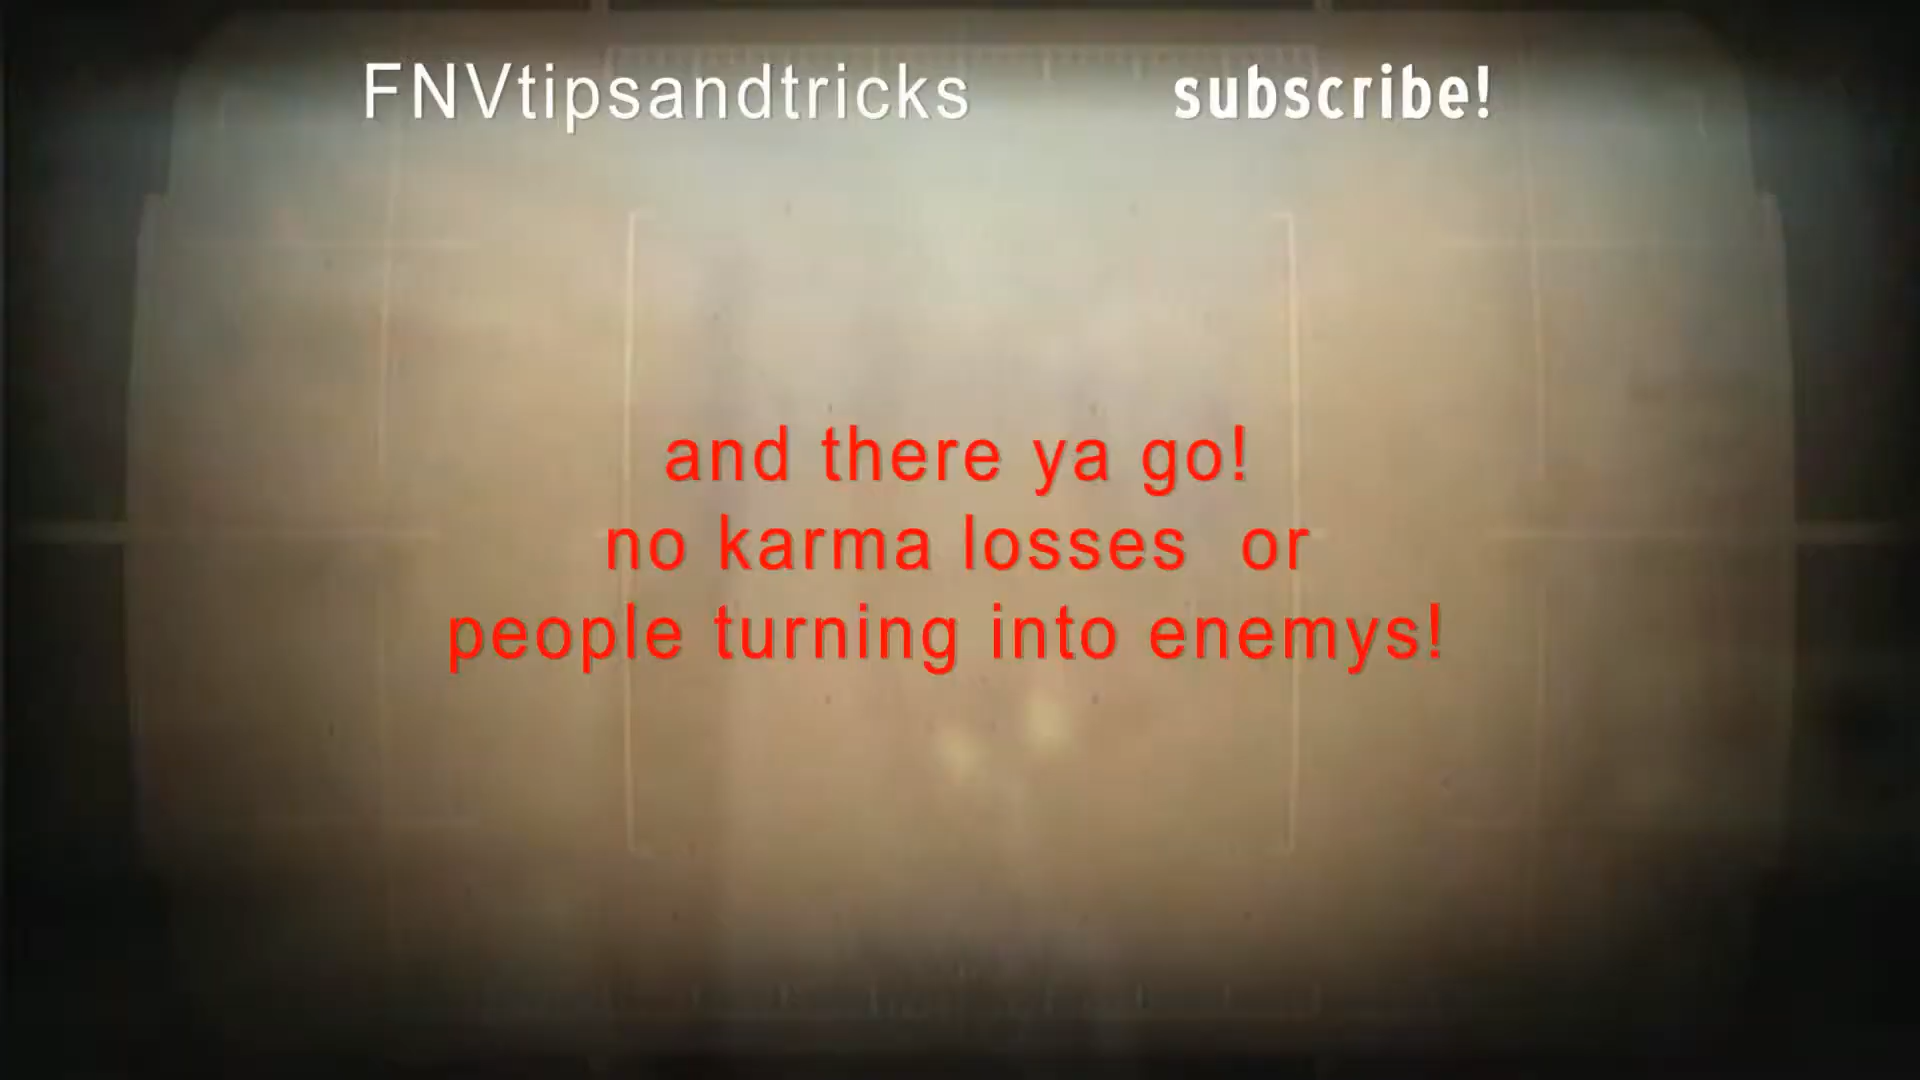 FNVtipsandtricks subscribe!
and there ya go!
no karma losses or
people turning into enemys!